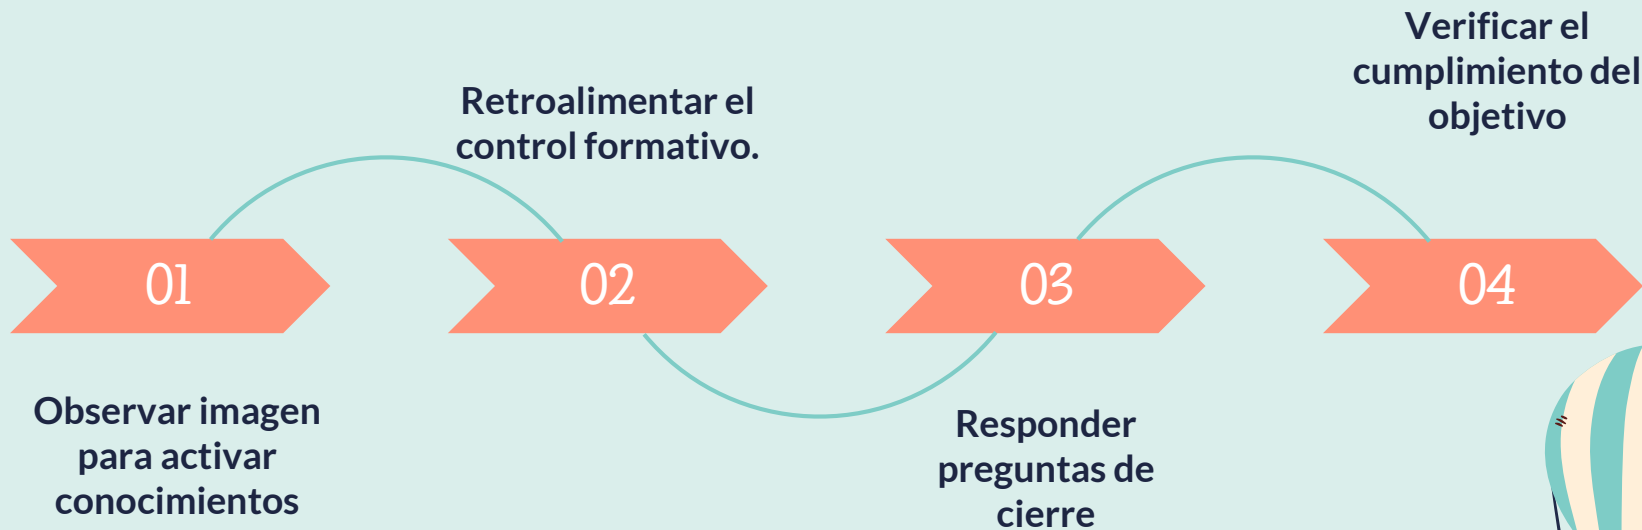 01
Observar imagen
para activar
conocimientos
02
Retroalimentar el
control formativo.
03
Responder
preguntas de
cierre
04
Verificar el
cumplimiento del
objetivo